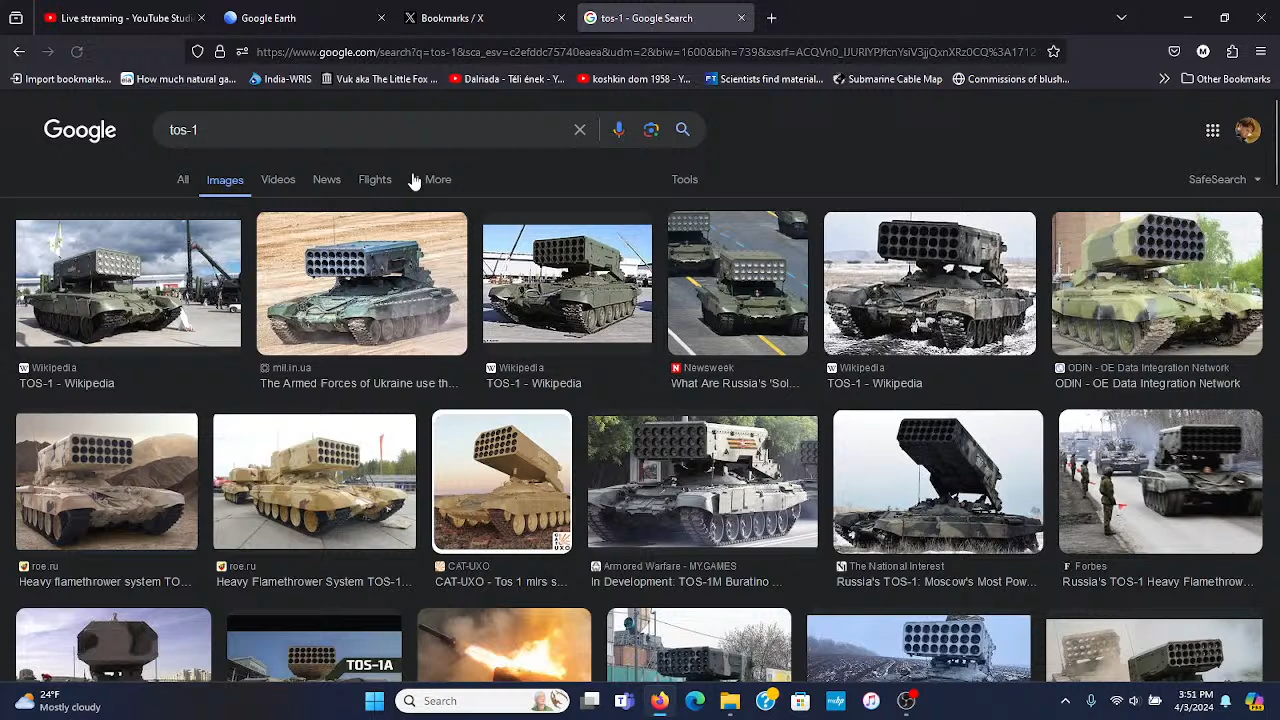 Live streaming - YouTube Studi
Google Earth
Bookmarks / X
tos-1 - Google Search
https://www.google.com/search?q=tos-1&sca_esv=c2efddc75740eaea&udm=2&biw=1600&bih=739&sxsrf=
Import bookmarks...
How much natural ga...
India-WRIS
Vuk aka The Little Fox ...
Dalriada - Téli ének - Y...
koshkin dom 1958 - Yo...
Scientists find material...
Submarine Cable Map
Commissions of blush...
Other Bookmarks
Google
tos-1
All
Images
Videos
News
Flights
More
Tools
SafeSearch
Wikipedia
TOS-1 - Wikipedia
mil.in.ua
The Armed Forces of Ukraine use th...
Wikipedia
TOS-1 - Wikipedia
Newsweek
What Are Russia's 'Sol...
Wikipedia
TOS-1 - Wikipedia
ODIN - OE Data Integration Network
ODIN - OE Data Integration Network
roe.ru
Heavy flamethrower system TO...
roe.ru
Heavy Flamethrower System TOS-1...
CAT-UXO
CAT-UXO - Tos 1 mlrs s...
Armored Warfare - MY.GAMES
In Development: TOS-1M Buratino ...
The National Interest
Russia's TOS-1: Moscow's Most Pow...
Forbes
Russia's TOS-1 Heavy Flamethrow...
TOS-1A
24°F
Mostly cloudy
Search
3:51 PM
4/3/2024